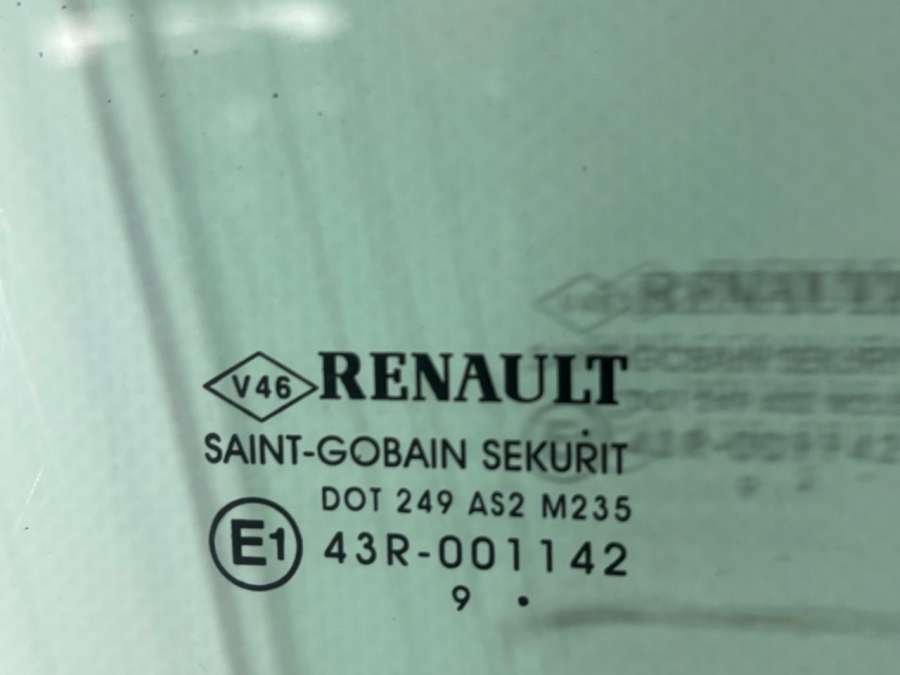 V46 RENAULT
SAINT-GOBAIN SEKURIT
DOT 249 AS2 M235
E1 43R-001142
9 .